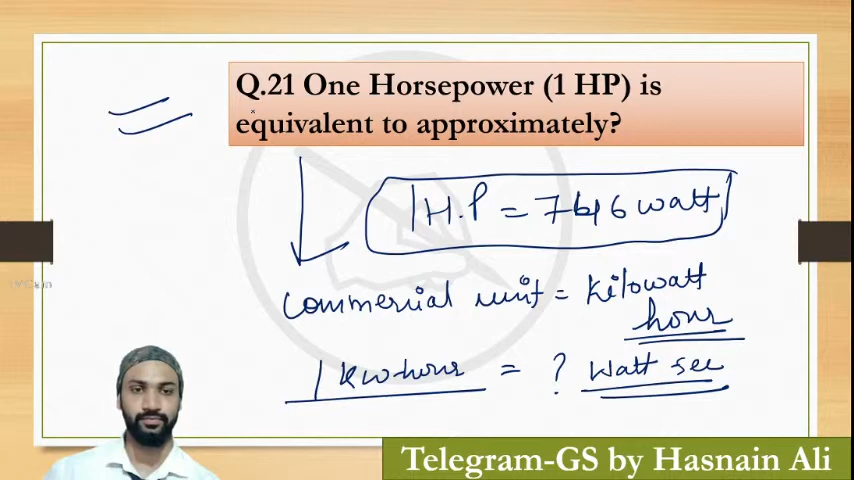 Q.21 One Horsepower (1 HP) is
equivalent to approximately?
1 H.P = 746 watt
Commercial unit = Kilowatt
hour
1 kw-hour = ? Watt sec
Telegram-GS by Hasnain Ali